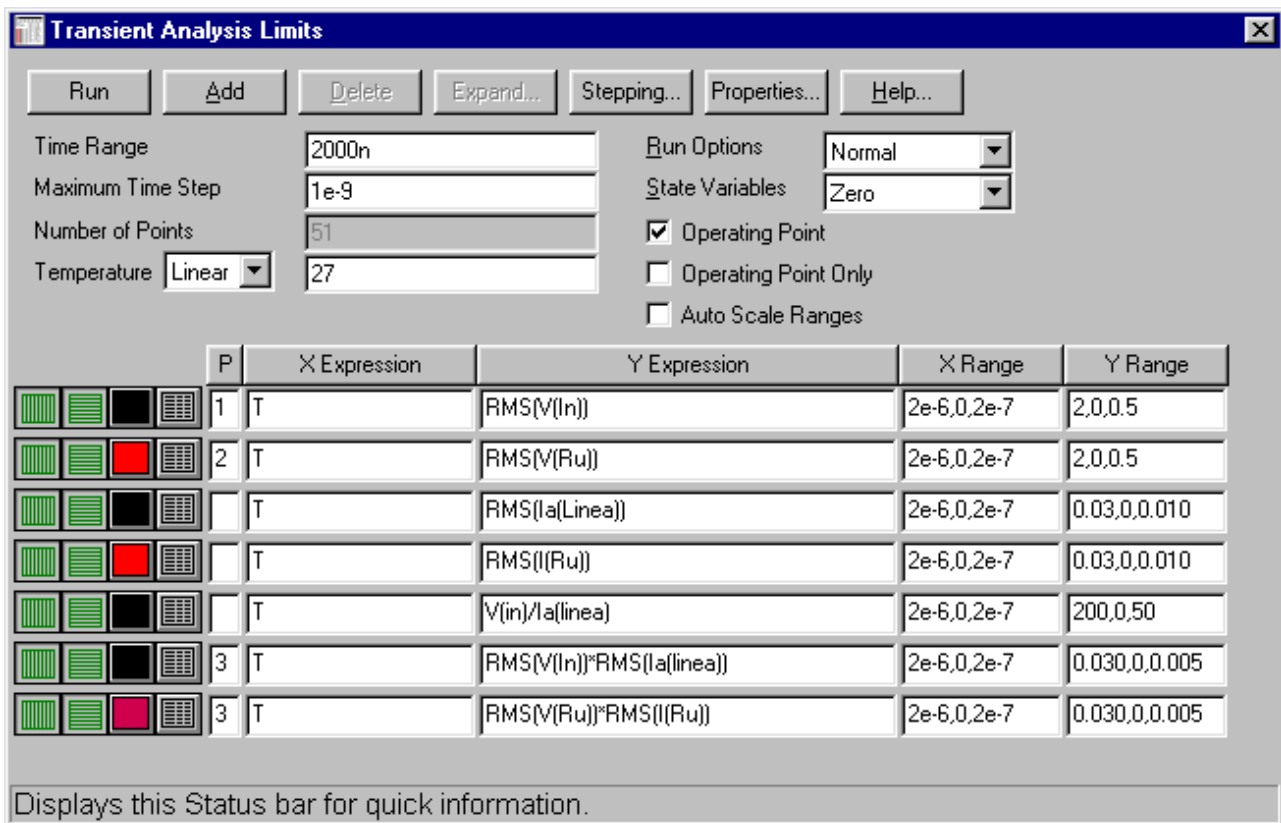 Transient Analysis Limits
Run Add Delete Expand... Stepping... Properties... Help...
Time Range 2000n Run Options Normal
Maximum Time Step 1e-9 State Variables Zero
Number of Points 51 Operating Point
Temperature Linear 27 Operating Point Only
Auto Scale Ranges
P X Expression Y Expression X Range Y Range
1 T RMS(V(In)) 2e-6,0,2e-7 2,0,0.5
2 T RMS(V(Ru)) 2e-6,0,2e-7 2,0,0.5
T RMS(Ia(Linea)) 2e-6,0,2e-7 0.03,0,0.010
T RMS(I(Ru)) 2e-6,0,2e-7 0.03,0,0.010
T V(in)/Ia(linea) 2e-6,0,2e-7 200,0,50
3 T RMS(V(In))*RMS(Ia(linea)) 2e-6,0,2e-7 0.030,0,0.005
3 T RMS(V(Ru))*RMS(I(Ru)) 2e-6,0,2e-7 0.030,0,0.005
Displays this Status bar for quick information.